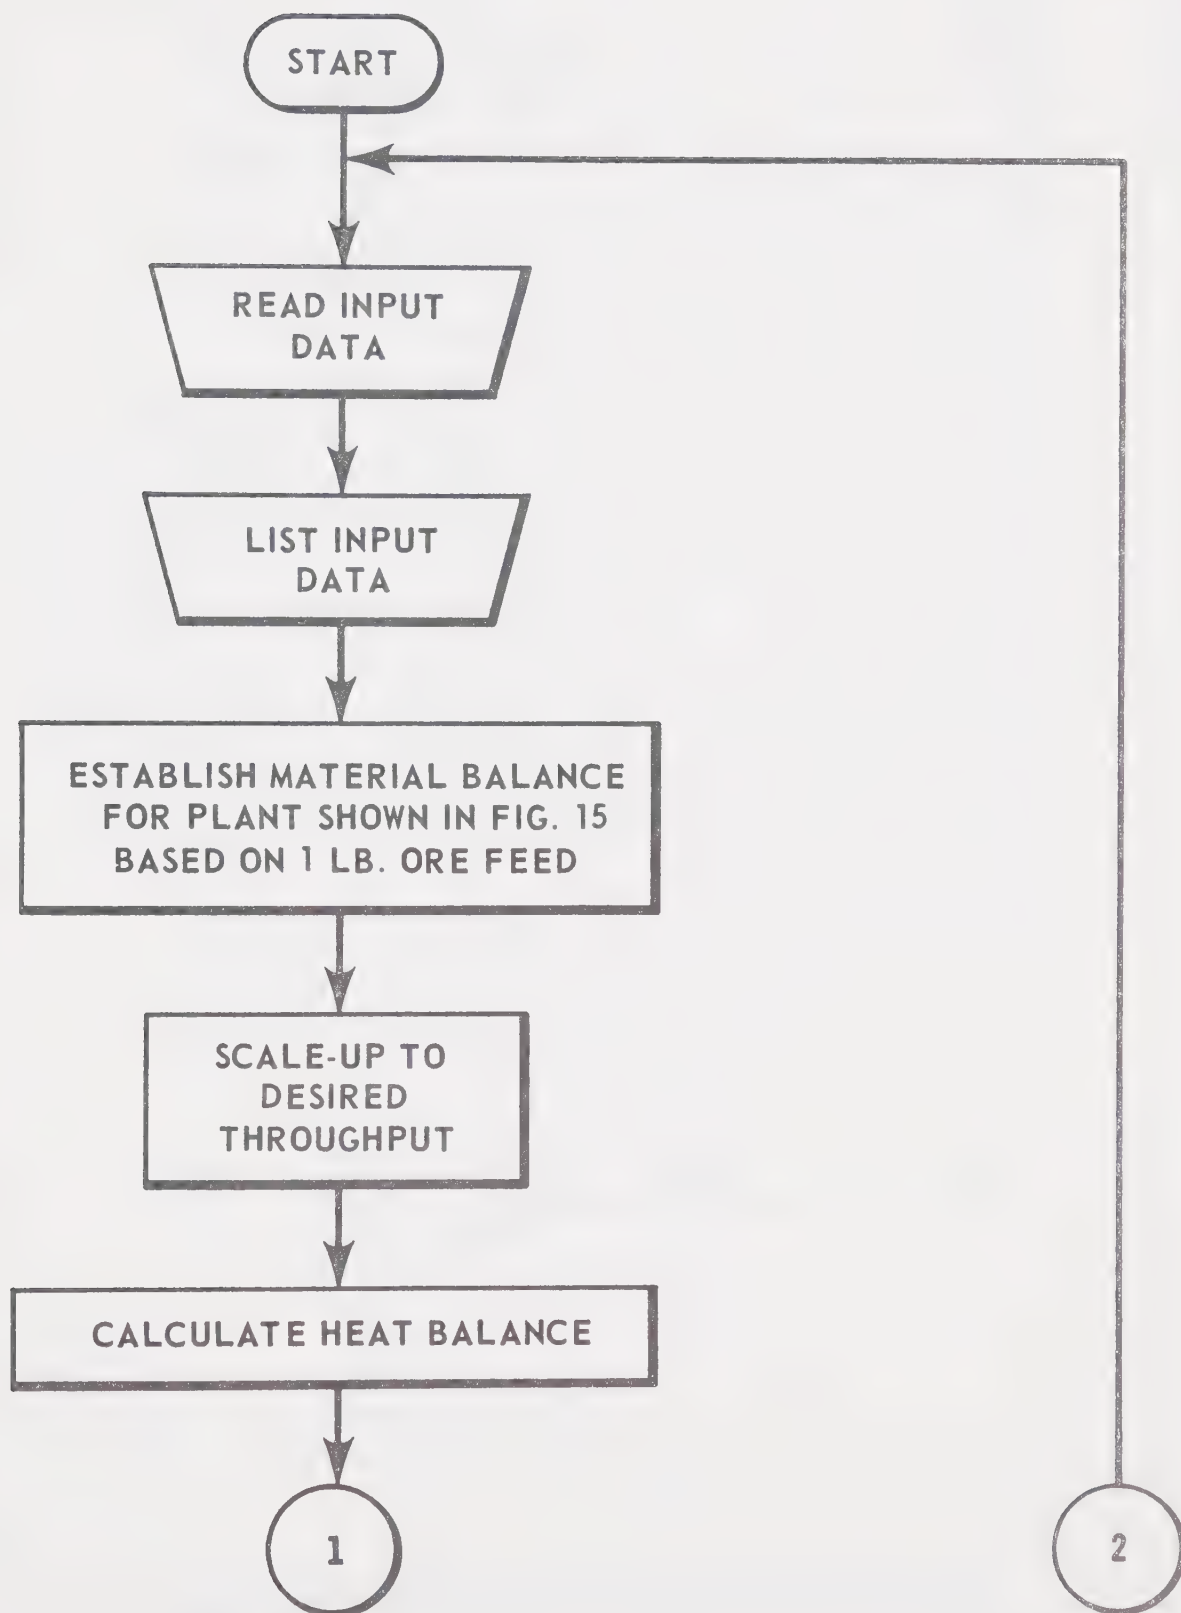 START
READ INPUT
DATA
LIST INPUT
DATA
ESTABLISH MATERIAL BALANCE
FOR PLANT SHOWN IN FIG. 15
BASED ON 1 LB. ORE FEED
SCALE-UP TO
DESIRED
THROUGHPUT
CALCULATE HEAT BALANCE
1
2